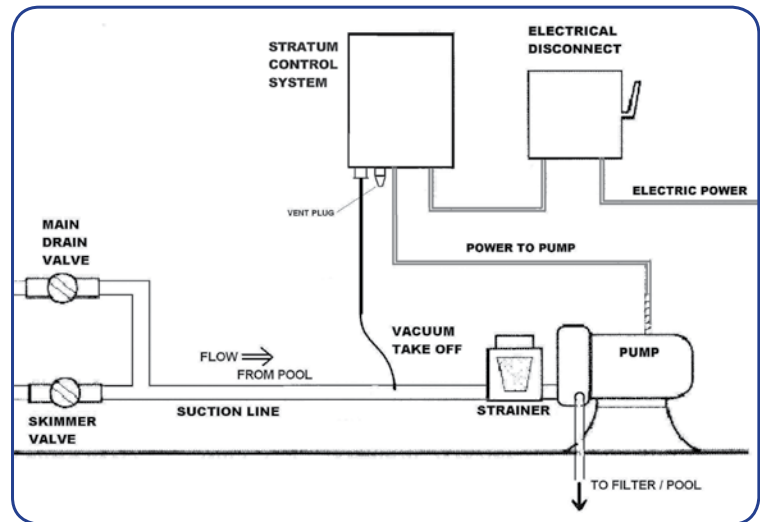 STRATUM
CONTROL
SYSTEM
ELECTRICAL
DISCONNECT
VENT PLUG
ELECTRIC POWER
MAIN
DRAIN
VALVE
POWER TO PUMP
FLOW
FROM POOL
VACUUM
TAKE OFF
PUMP
SUCTION LINE
STRAINER
SKIMMER
VALVE
TO FILTER / POOL